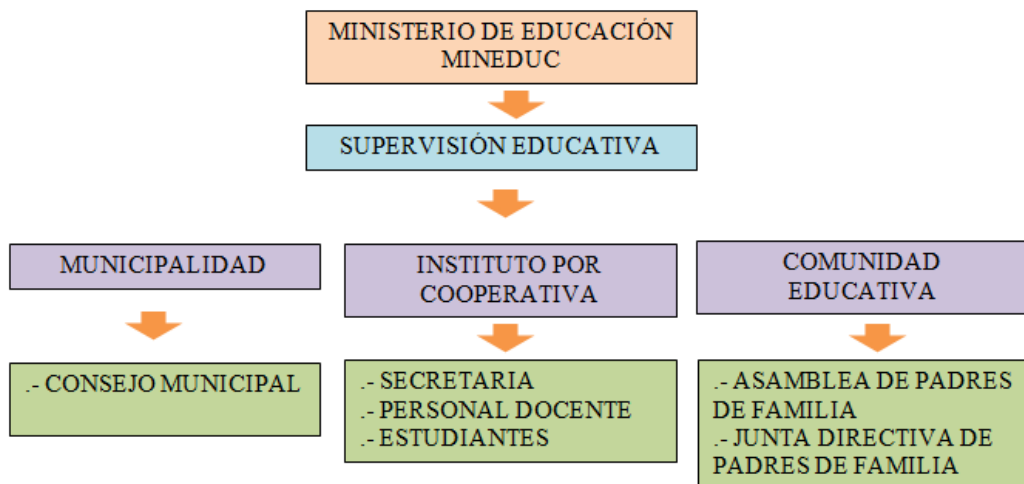 MINISTERIO DE EDUCACIÓN
MINEDUC
SUPERVISIÓN EDUCATIVA
MUNICIPALIDAD
INSTITUTO POR
COOPERATIVA
COMUNIDAD
EDUCATIVA
.- CONSEJO MUNICIPAL
.- SECRETARIA
.- PERSONAL DOCENTE
.- ESTUDIANTES
.- ASAMBLEA DE PADRES
DE FAMILIA
.- JUNTA DIRECTIVA DE
PADRES DE FAMILIA